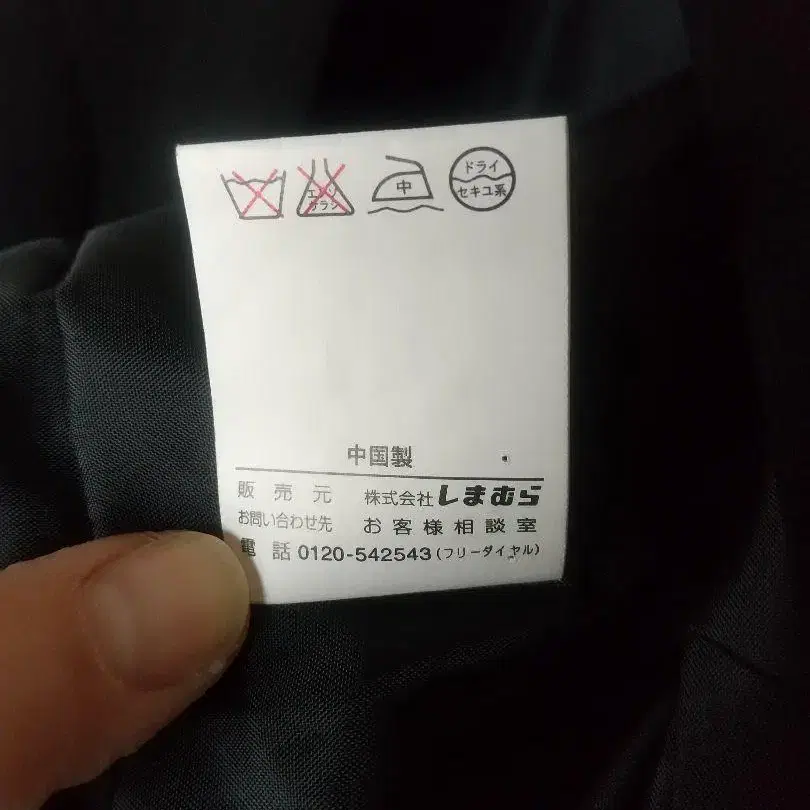 エンソ サラシ 中 ドライ セキユ系
中国製
販売元 株式会社しまむら
お問い合わせ先 お客様相談室
電話 0120-542543(フリーダイヤル)